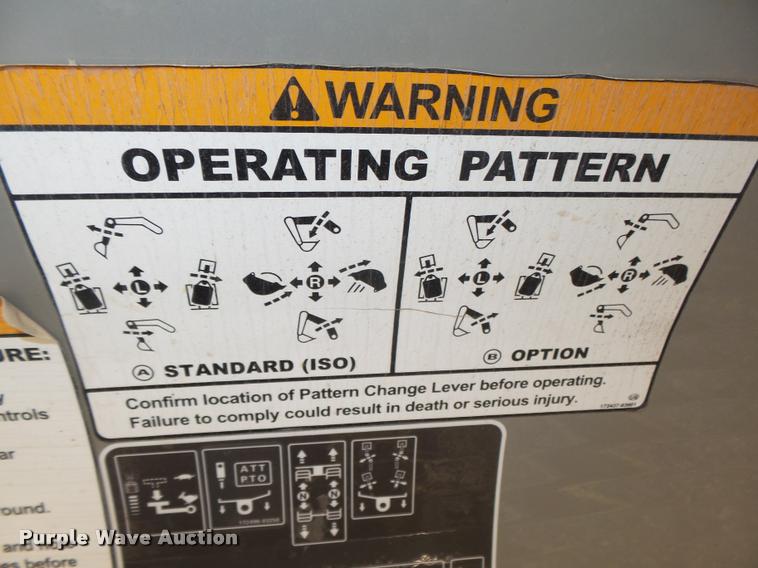 WARNING
OPERATING PATTERN
L
R
L
R
A STANDARD (ISO)
B OPTION
Confirm location of Pattern Change Lever before operating.
Failure to comply could result in death or serious injury.
URE:
ntrols
ar
ound.
and
es before
ATT
PTO
N
N
N
N
Purple Wave Auction